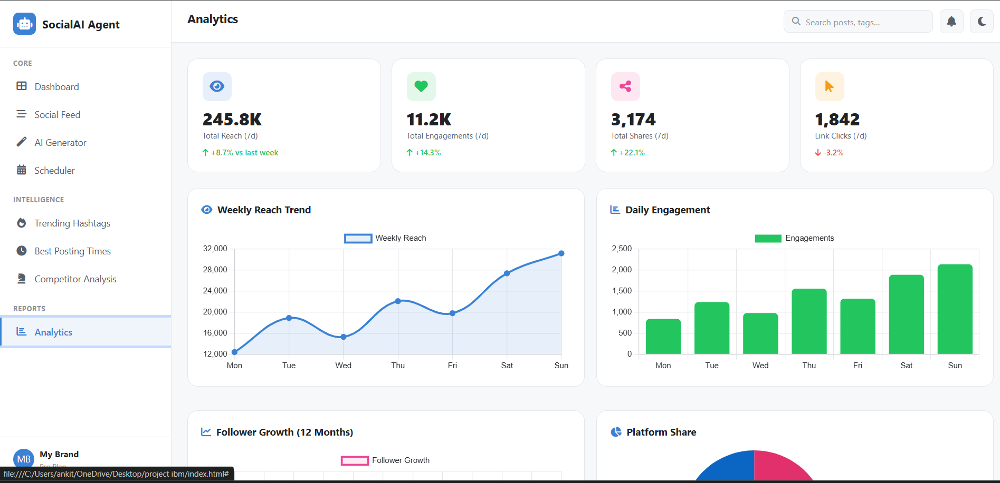 SocialAI Agent
Analytics
Search posts, tags...
CORE
Dashboard
Social Feed
AI Generator
Scheduler
INTELLIGENCE
Trending Hashtags
Best Posting Times
Competitor Analysis
REPORTS
Analytics
MB
My Brand
Pro Plan
file:///C:/Users/ankit/OneDrive/Desktop/project ibm/index.html#
245.8K
Total Reach (7d)
+8.7% vs last week
11.2K
Total Engagements (7d)
+14.3%
3,174
Total Shares (7d)
+22.1%
1,842
Link Clicks (7d)
-3.2%
Weekly Reach Trend
Weekly Reach
32,000
28,000
24,000
20,000
16,000
12,000
Mon Tue Wed Thu Fri Sat Sun
Daily Engagement
Engagements
2,500
2,000
1,500
1,000
500
0
Mon Tue Wed Thu Fri Sat Sun
Follower Growth (12 Months)
Follower Growth
Platform Share